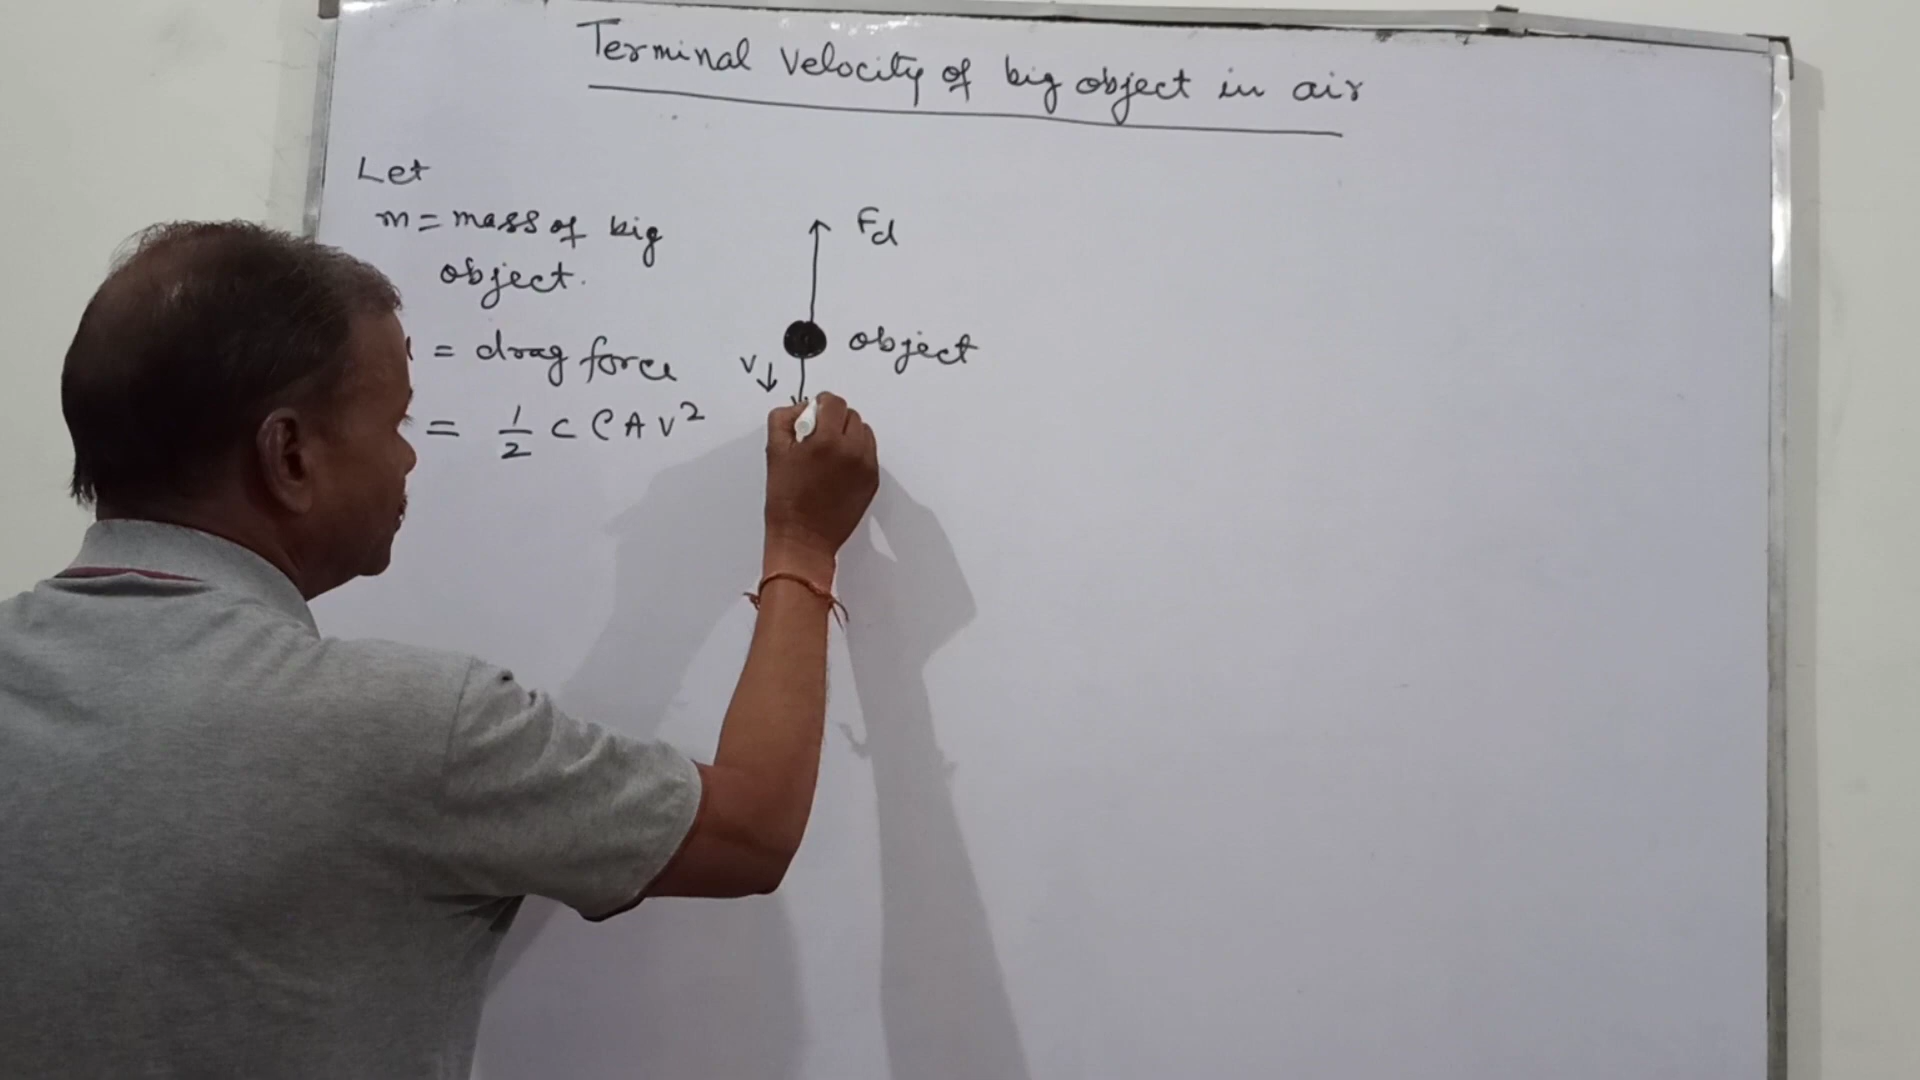 Terminal Velocity of big object in air
Let
m = mass of big
object.
= drag force
= 1/2 C ρ A V²
Fd
object
V